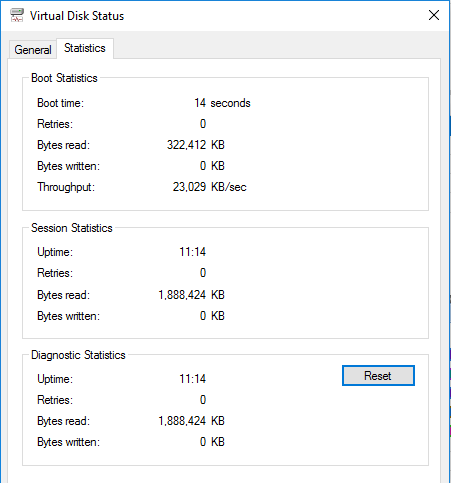 Virtual Disk Status
General Statistics
Boot Statistics
Boot time: 14 seconds
Retries: 0
Bytes read: 322,412 KB
Bytes written: 0 KB
Throughput: 23,029 KB/sec
Session Statistics
Uptime: 11:14
Retries: 0
Bytes read: 1,888,424 KB
Bytes written: 0 KB
Diagnostic Statistics
Uptime: 11:14 Reset
Retries: 0
Bytes read: 1,888,424 KB
Bytes written: 0 KB